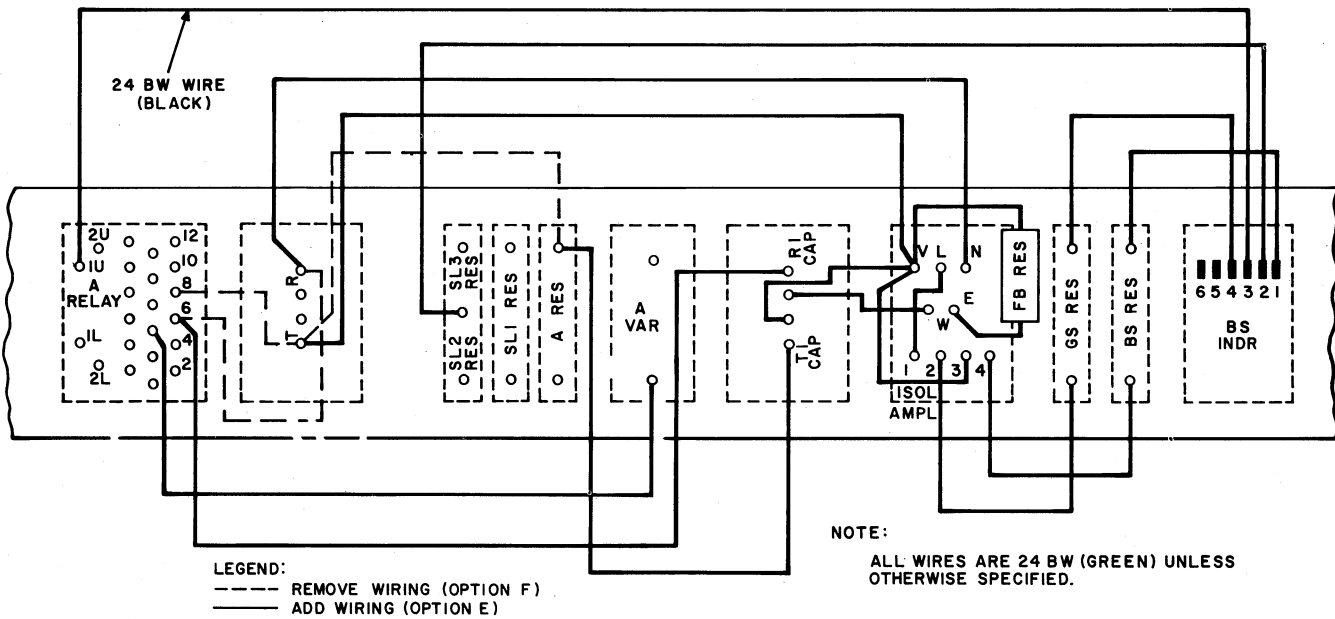 24 BW WIRE
(BLACK)
2U
1U
A
RELAY
1L
2L
12
10
8
6
4
2
R
T
SL3
RES
SL2
RES
SL1 RES
A RES
A
VAR
R1
CAP
T1
CAP
V L N
E
W
1 2 3 4
ISOL
AMPL
FB RES
GS RES
BS RES
6 5 4 3 2 1
BS
INDR
NOTE:
ALL WIRES ARE 24 BW (GREEN) UNLESS
OTHERWISE SPECIFIED.
LEGEND:
REMOVE WIRING (OPTION F)
ADD WIRING (OPTION E)